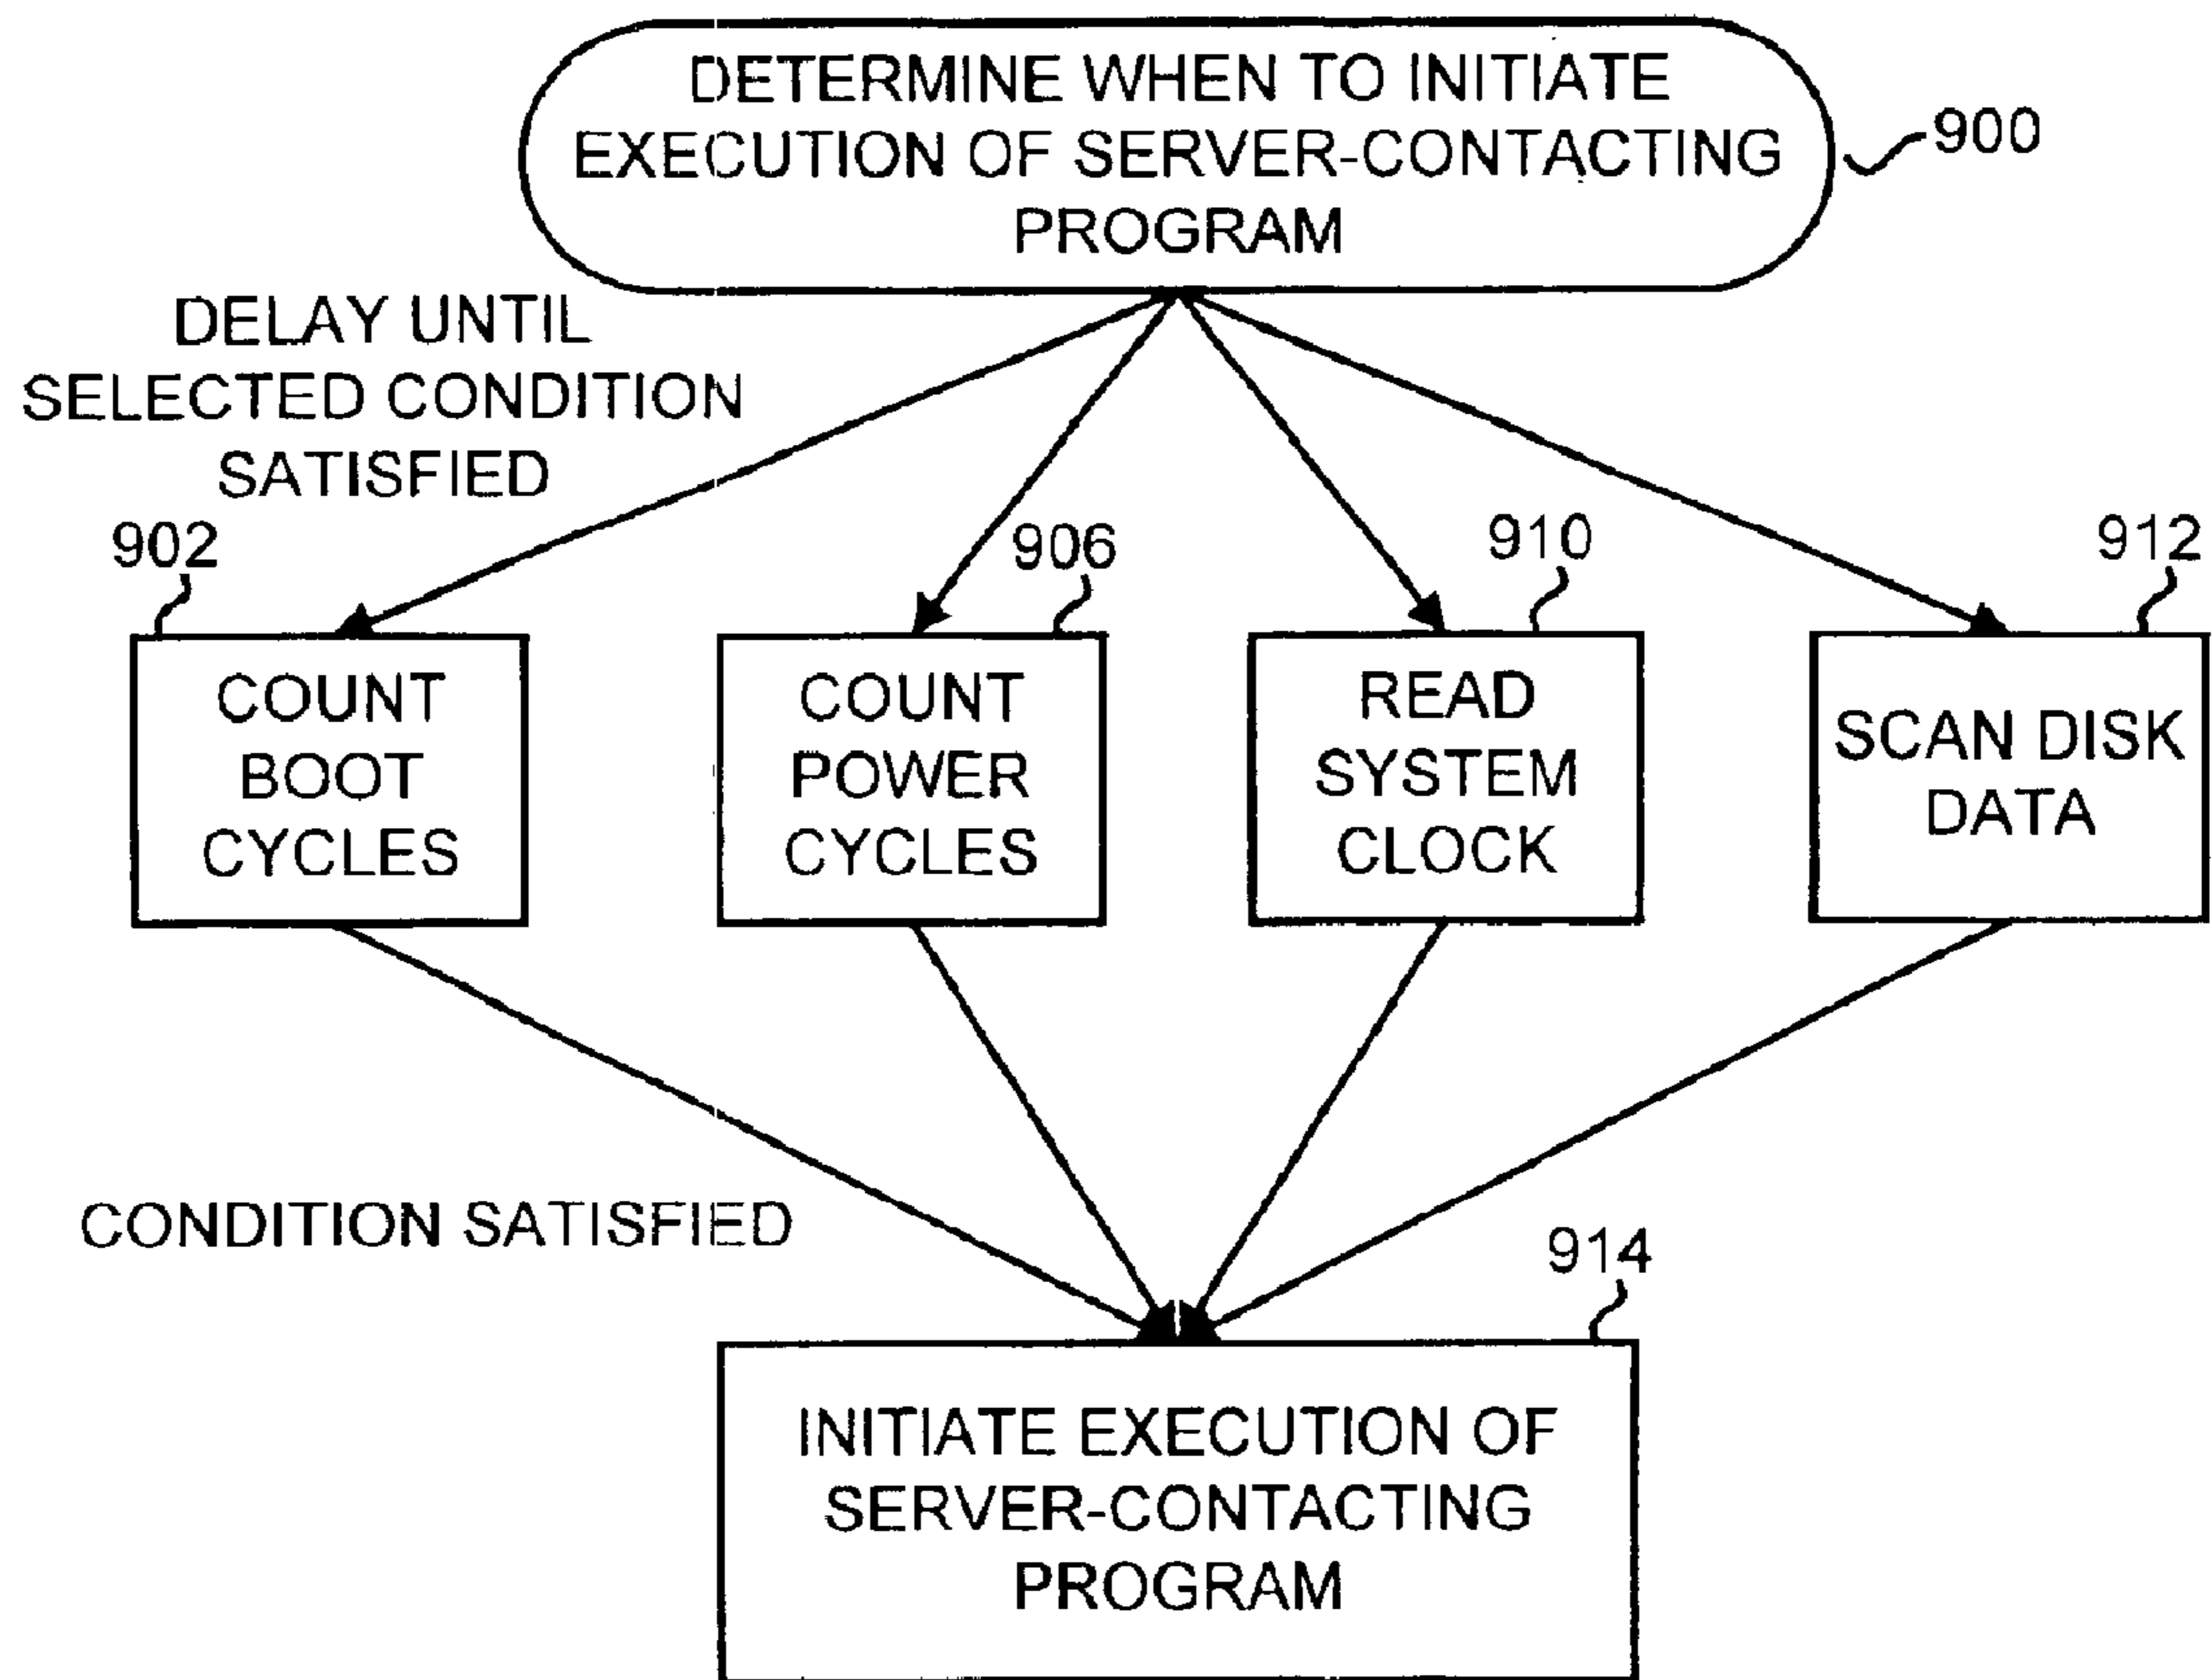 DETERMINE WHEN TO INITIATE
EXECUTION OF SERVER-CONTACTING
PROGRAM
900
DELAY UNTIL
SELECTED CONDITION
SATISFIED
902
906
910
912
COUNT
BOOT
CYCLES
COUNT
POWER
CYCLES
READ
SYSTEM
CLOCK
SCAN DISK
DATA
CONDITION SATISFIED
914
INITIATE EXECUTION OF
SERVER-CONTACTING
PROGRAM